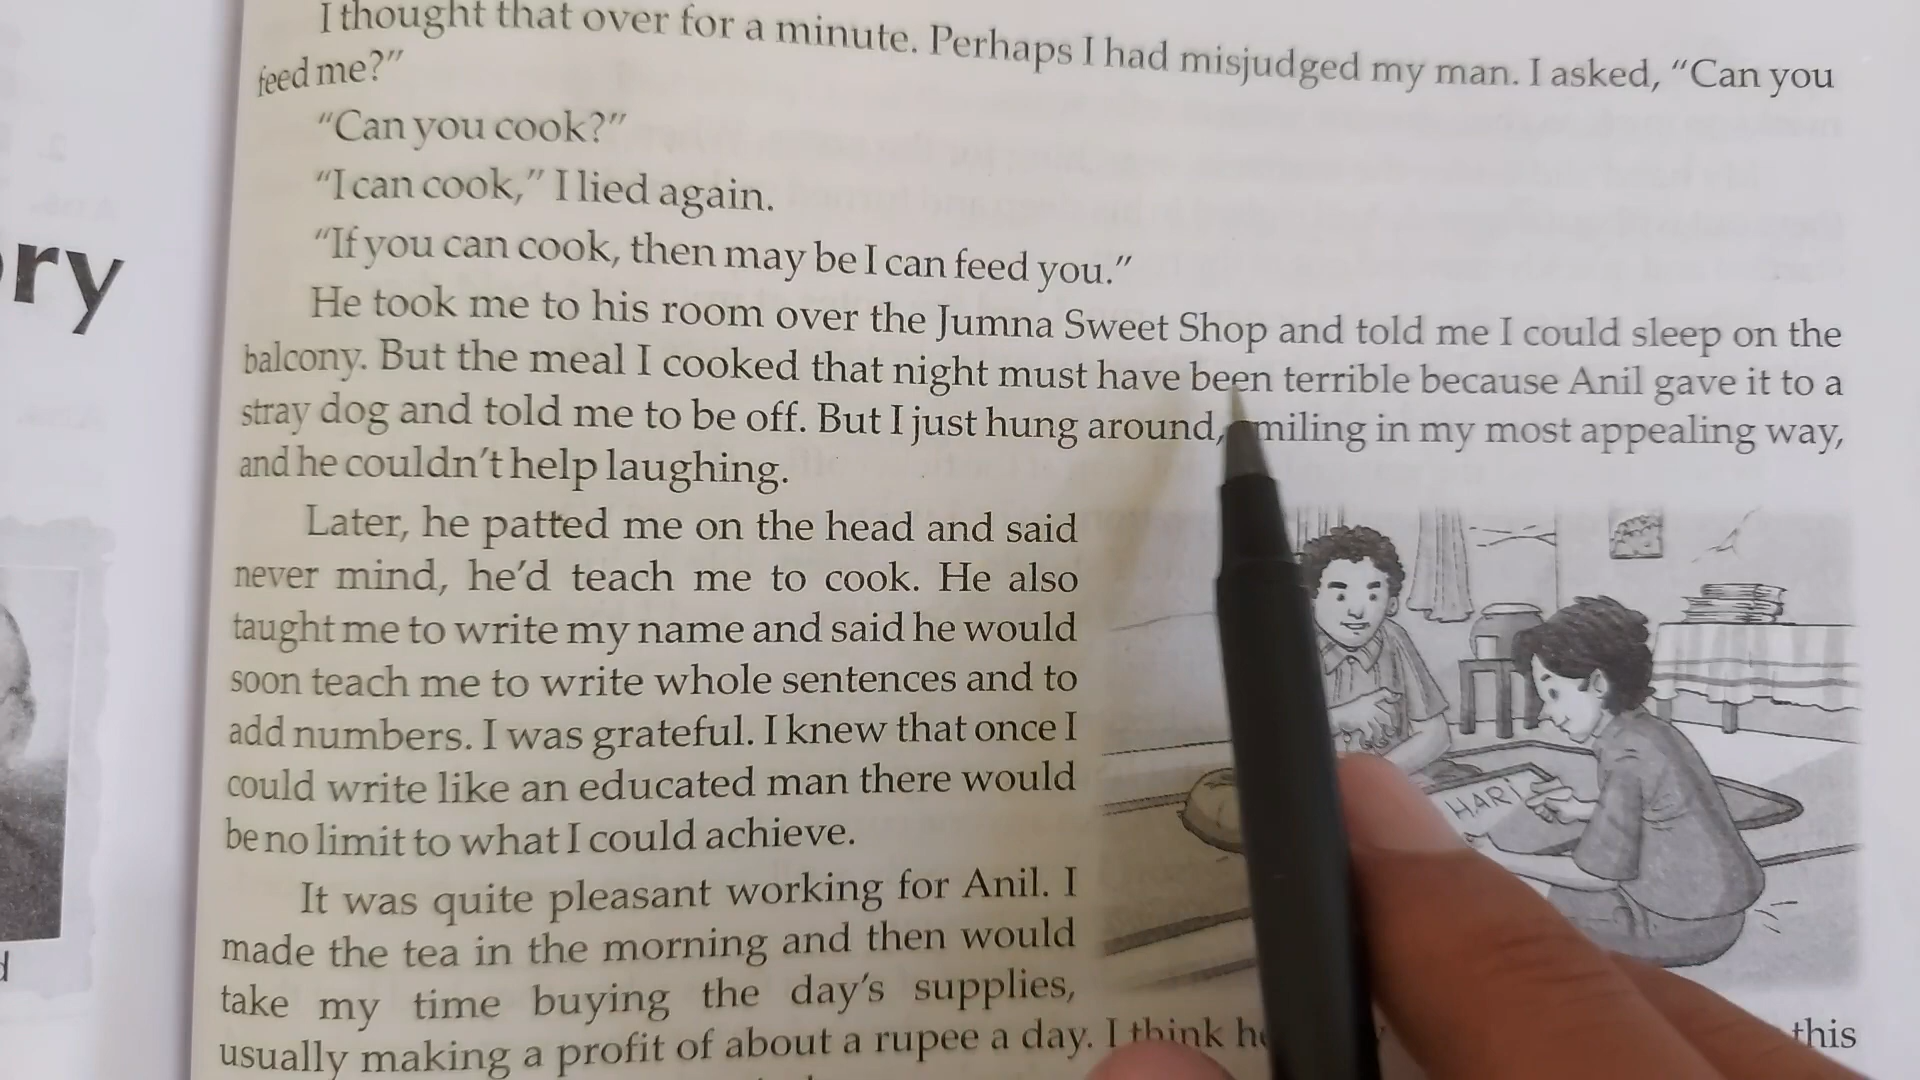 ry
d
I thought that over for a minute. Perhaps I had misjudged my man. I asked, “Can you
feed me?”
“Can you cook?”
“I can cook,” I lied again.
“If you can cook, then may be I can feed you.”
He took me to his room over the Jumna Sweet Shop and told me I could sleep on the
balcony. But the meal I cooked that night must have been terrible because Anil gave it to a
stray dog and told me to be off. But I just hung around, miling in my most appealing way,
and he couldn’t help laughing.
Later, he patted me on the head and said
never mind, he’d teach me to cook. He also
taught me to write my name and said he would
soon teach me to write whole sentences and to
add numbers. I was grateful. I knew that once I
could write like an educated man there would
be no limit to what I could achieve.
It was quite pleasant working for Anil. I
made the tea in the morning and then would
take my time buying the day’s supplies,
usually making a profit of about a rupee a day. I think this
HARI